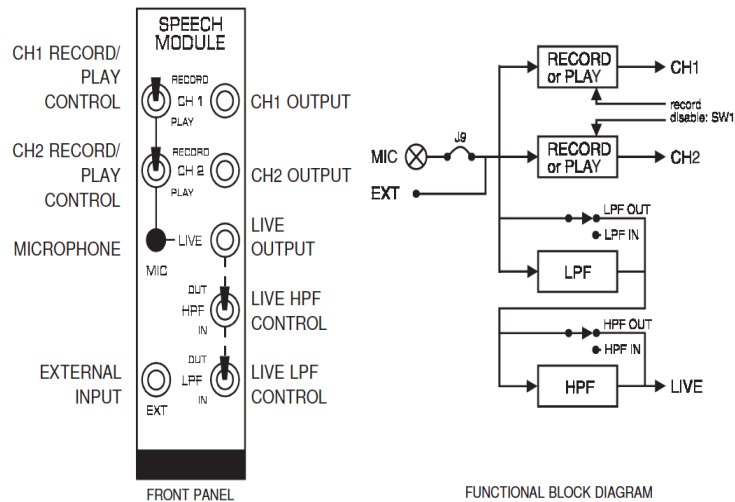 SPEECH
MODULE
CH1 RECORD/
PLAY
CONTROL
RECORD
CH 1
PLAY
CH1 OUTPUT
CH2 RECORD/
PLAY
CONTROL
RECORD
CH 2
PLAY
CH2 OUTPUT
MICROPHONE
LIVE
MIC
LIVE
OUTPUT
OUT
HPF
IN
LIVE HPF
CONTROL
EXTERNAL
INPUT
EXT
OUT
LPF
IN
LIVE LPF
CONTROL
FRONT PANEL
RECORD
or PLAY
CH1
record
disable: SW1
MIC
J9
RECORD
or PLAY
CH2
EXT
LPF OUT
LPF IN
LPF
HPF OUT
HPF IN
HPF
LIVE
FUNCTIONAL BLOCK DIAGRAM